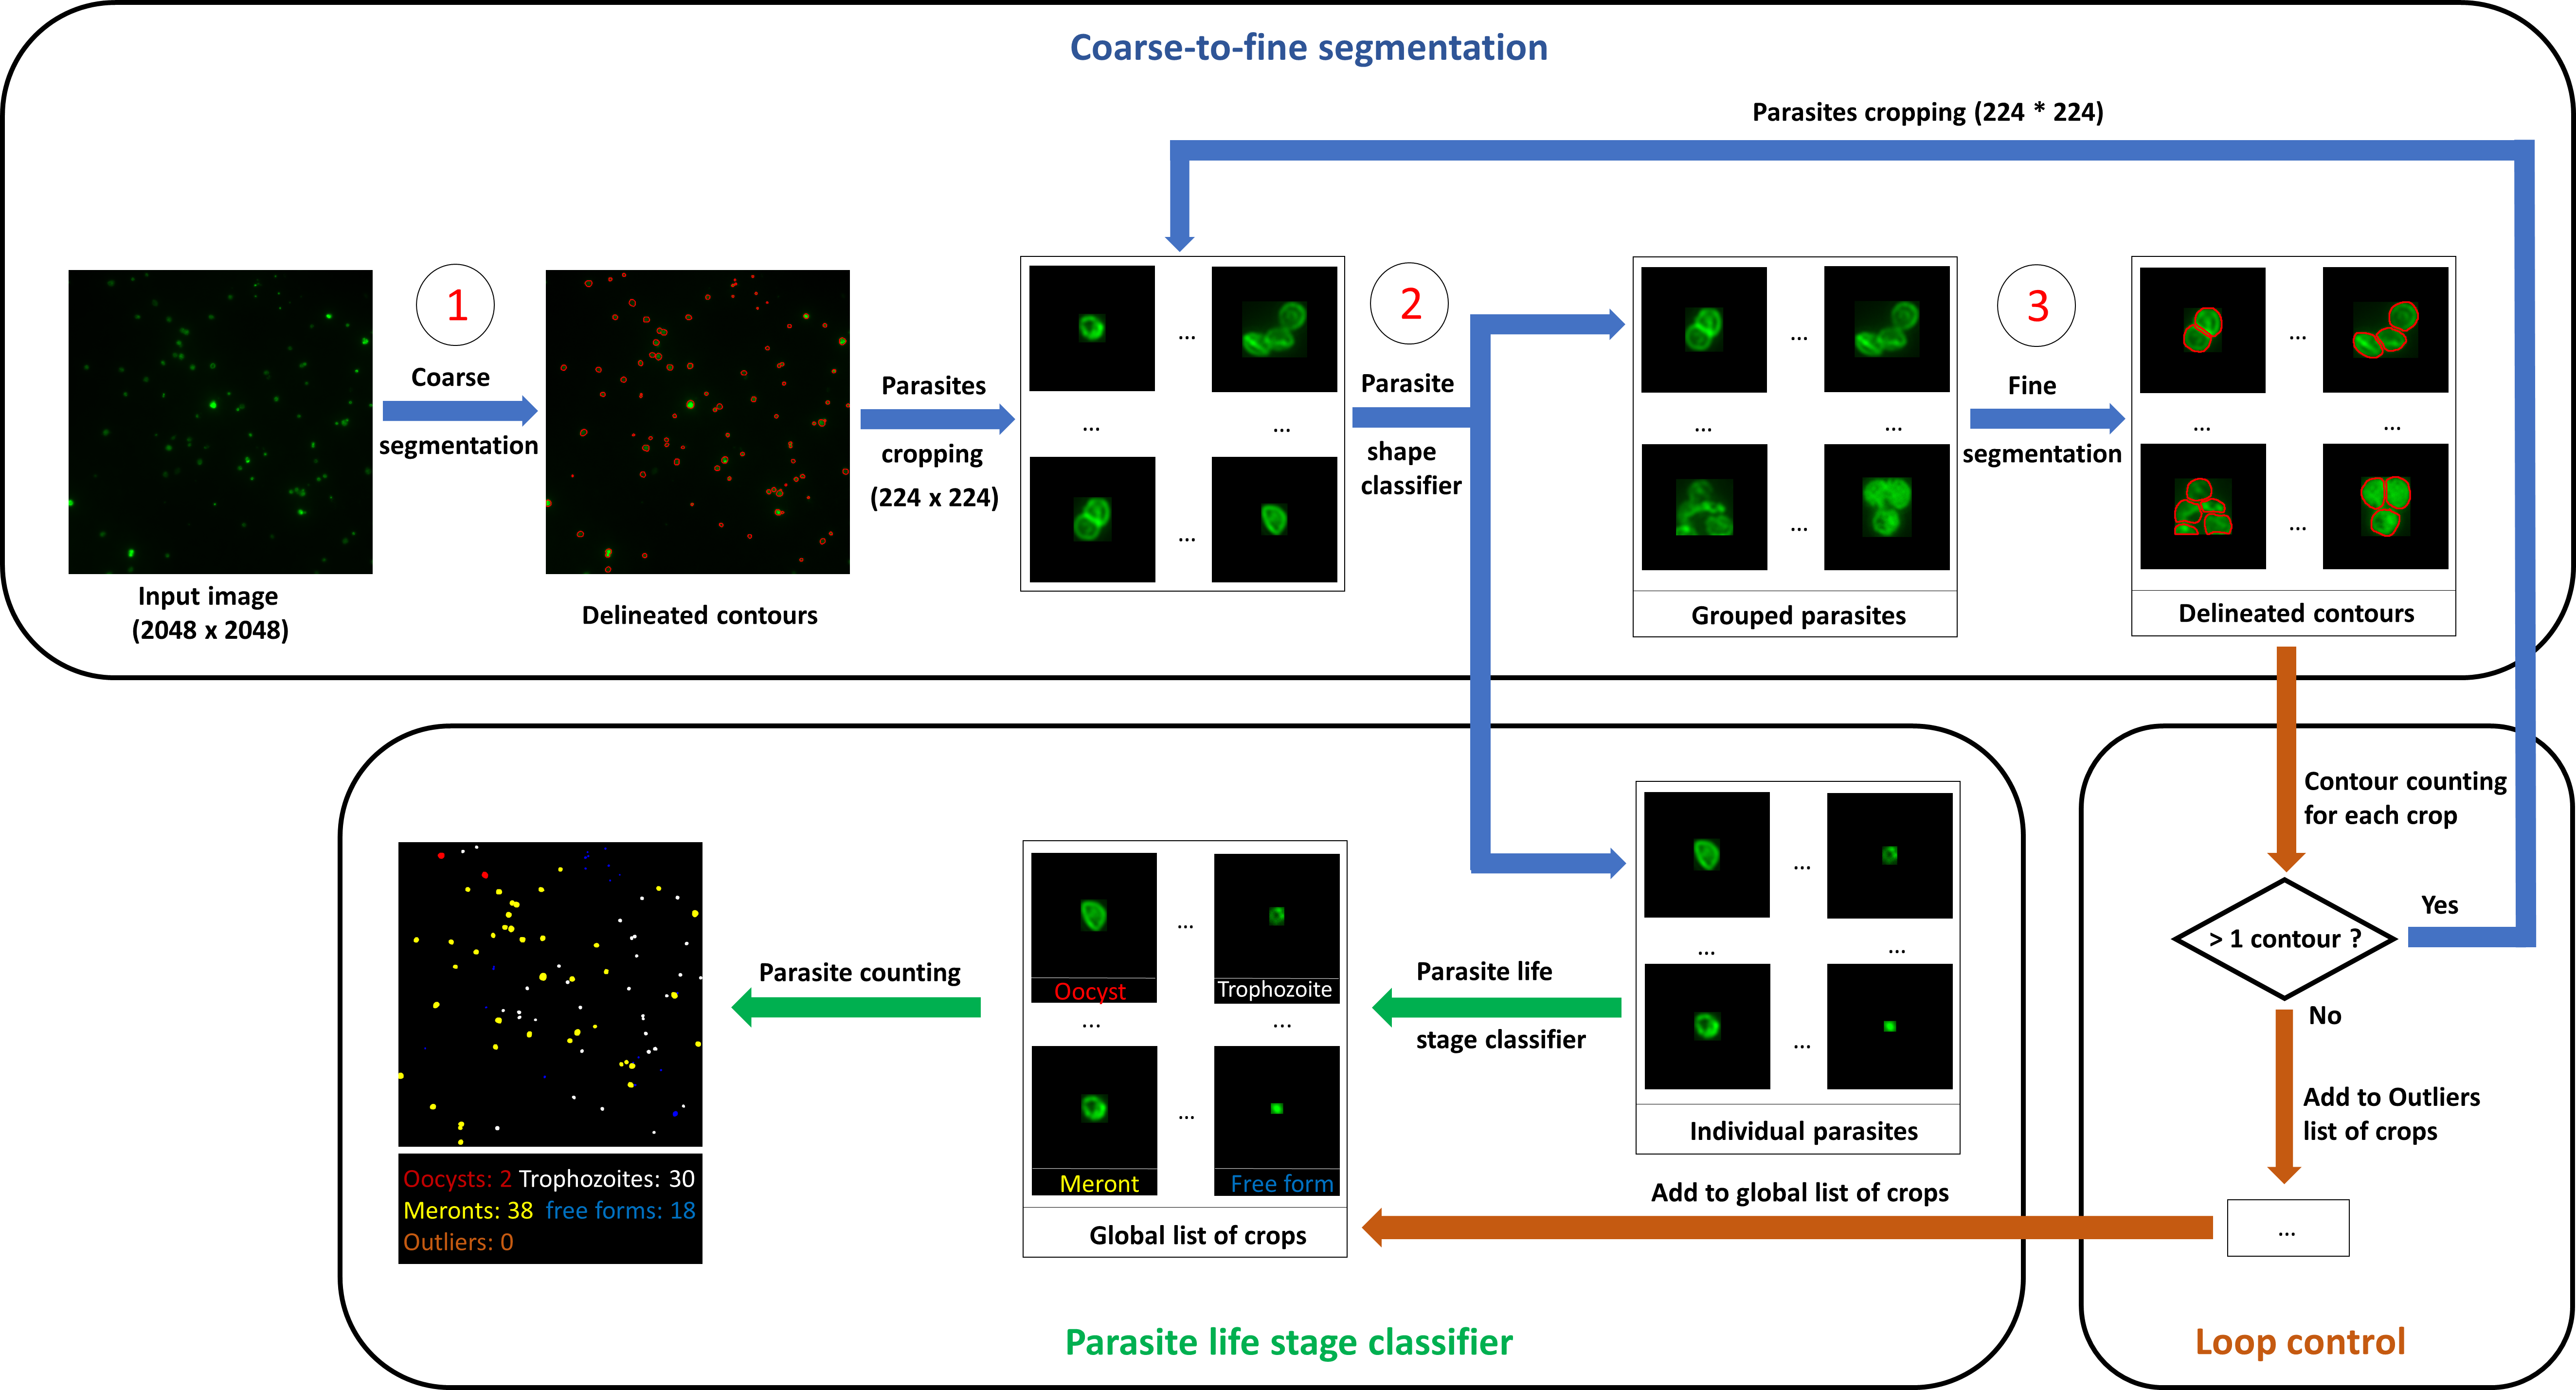 Coarse-to-fine segmentation
Parasites cropping (224 * 224)
1
Coarse
segmentation
Input image
(2048 x 2048)
Delineated contours
Parasites
cropping
(224 x 224)
...
...
...
...
2
Parasite
shape
classifier
...
...
...
...
Grouped parasites
3
Fine
segmentation
...
...
...
...
Delineated contours
Contour counting
for each crop
> 1 contour ?
Yes
No
Add to Outliers
list of crops
...
Loop control
...
...
...
...
Individual parasites
Parasite life
stage classifier
Add to global list of crops
...
Oocyst
Trophozoite
...
...
...
Meront
Free form
Global list of crops
Parasite counting
Oocysts: 2 Trophozoites: 30
Meronts: 38 free forms: 18
Outliers: 0
Parasite life stage classifier